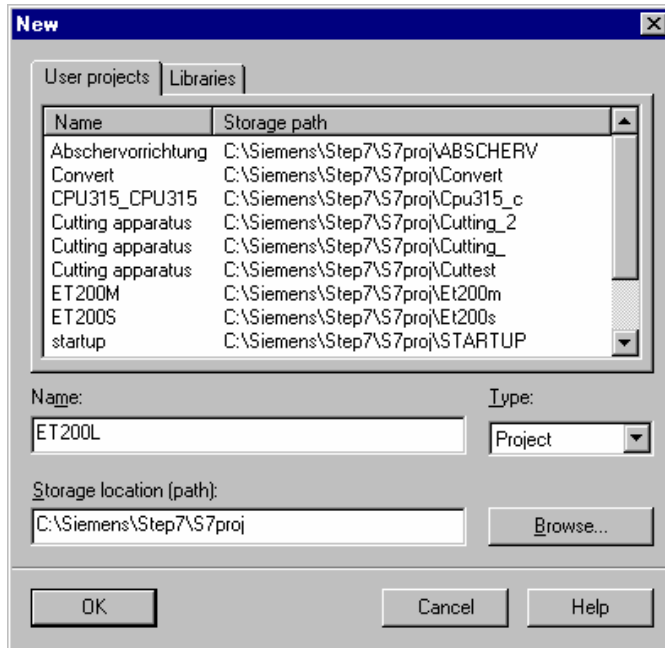 New
User projects Libraries
Name Storage path
Abschervorrichtung C:\Siemens\Step7\S7proj\ABSCHERV
Convert C:\Siemens\Step7\S7proj\Convert
CPU315_CPU315 C:\Siemens\Step7\S7proj\Cpu315_c
Cutting apparatus C:\Siemens\Step7\S7proj\Cutting_2
Cutting apparatus C:\Siemens\Step7\S7proj\Cutting_
Cutting apparatus C:\Siemens\Step7\S7proj\Cuttest
ET200M C:\Siemens\Step7\S7proj\Et200m
ET200S C:\Siemens\Step7\S7proj\Et200s
startup C:\Siemens\Step7\S7proj\STARTUP
Name: Type:
ET200L Project
Storage location (path):
C:\Siemens\Step7\S7proj Browse...
OK Cancel Help